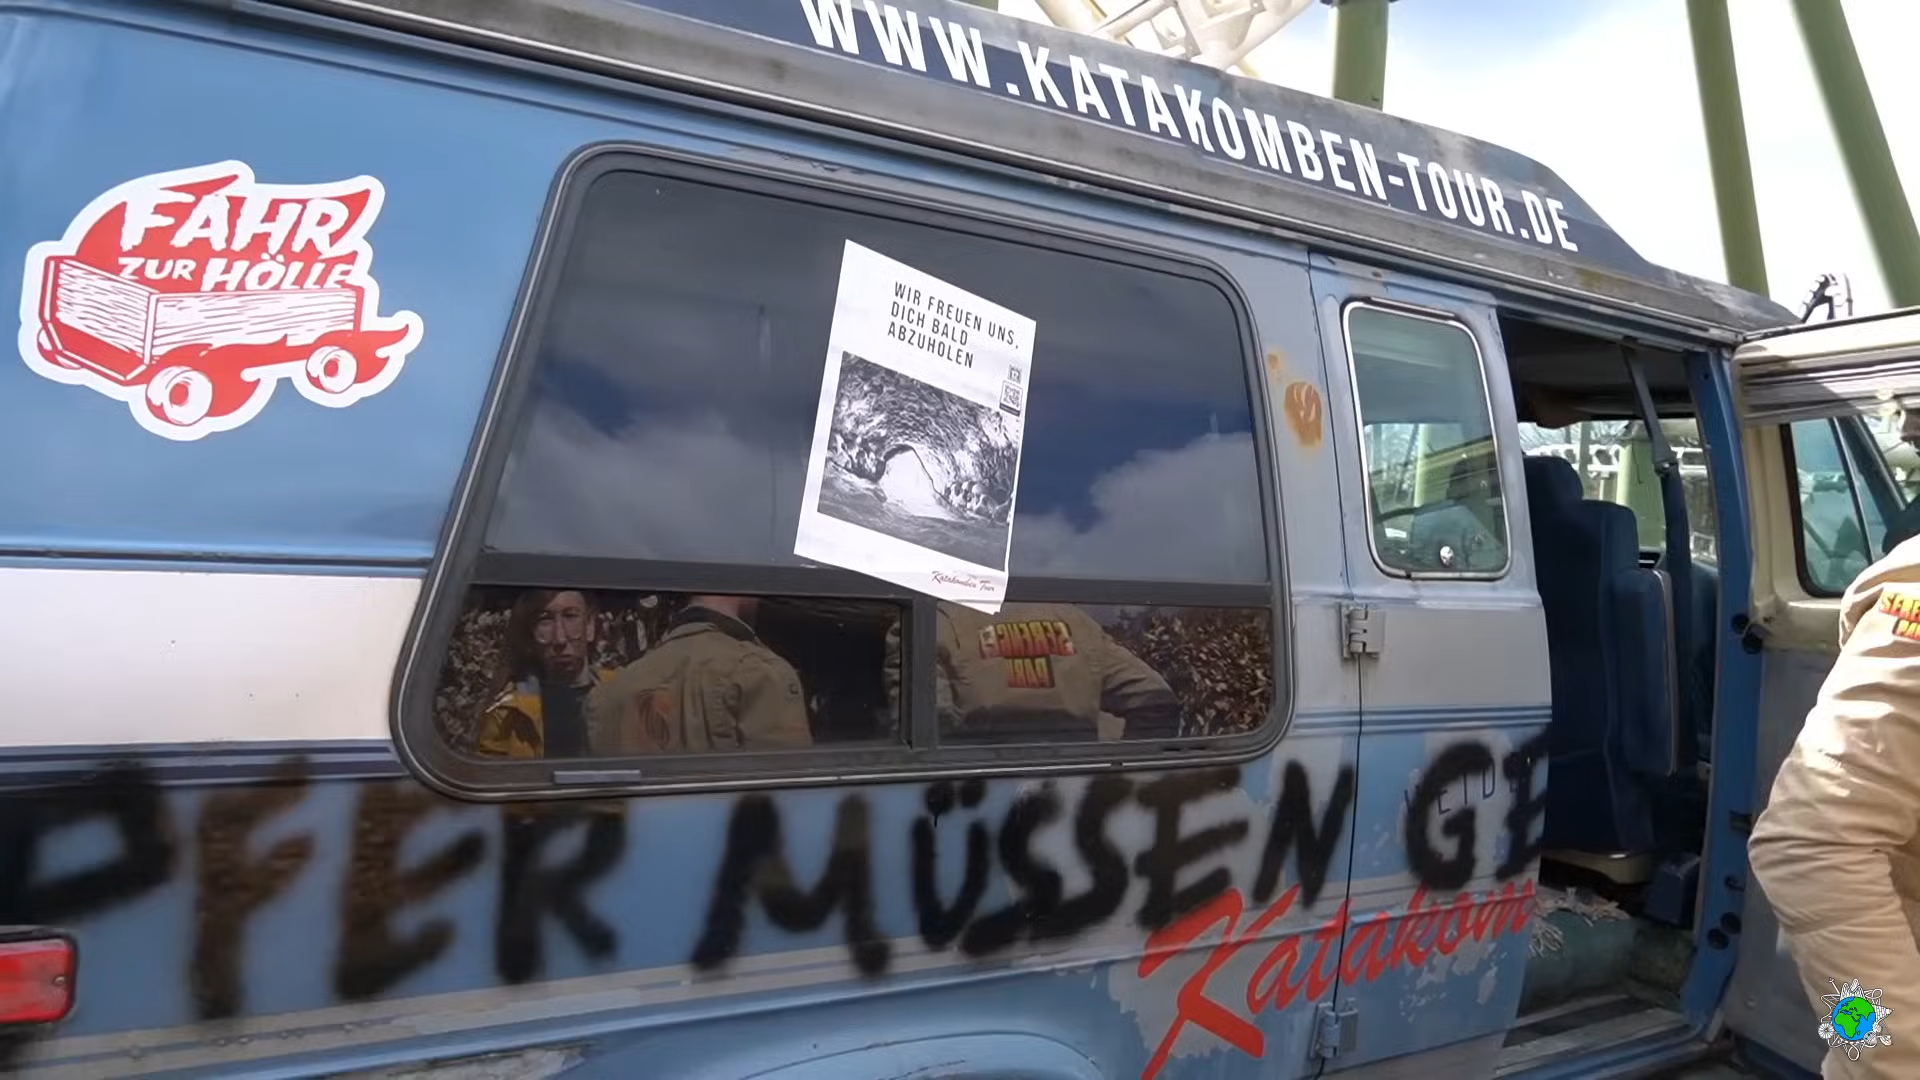 WWW.KATAKOMBEN-TOUR.DE
FAHR
ZUR HÖLLE
WIR FREUEN UNS,
DICH BALD
ABZUHOLEN
Katakomben Tour
PFER MÜSSEN GE
Katakom